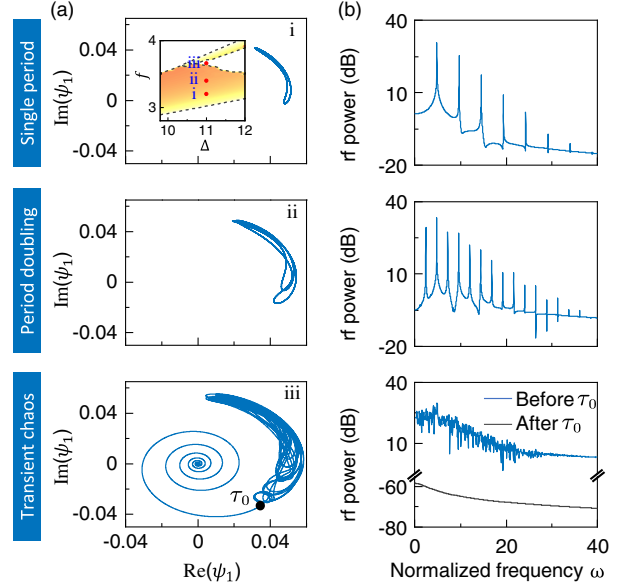 (a)
(b)
Single period
Im(ψ1)
0.04
0
-0.04
i
4
f
3
iii
ii
i
10
11
12
Δ
rf power (dB)
40
10
-20
Period doubling
Im(ψ1)
0.04
0
-0.04
ii
rf power (dB)
40
10
-20
Transient chaos
Im(ψ1)
0.04
0
-0.04
iii
τ0
-0.04
0
0.04
Re(ψ1)
rf power (dB)
40
10
-60
-80
Before τ0
After τ0
0
20
40
Normalized frequency ω